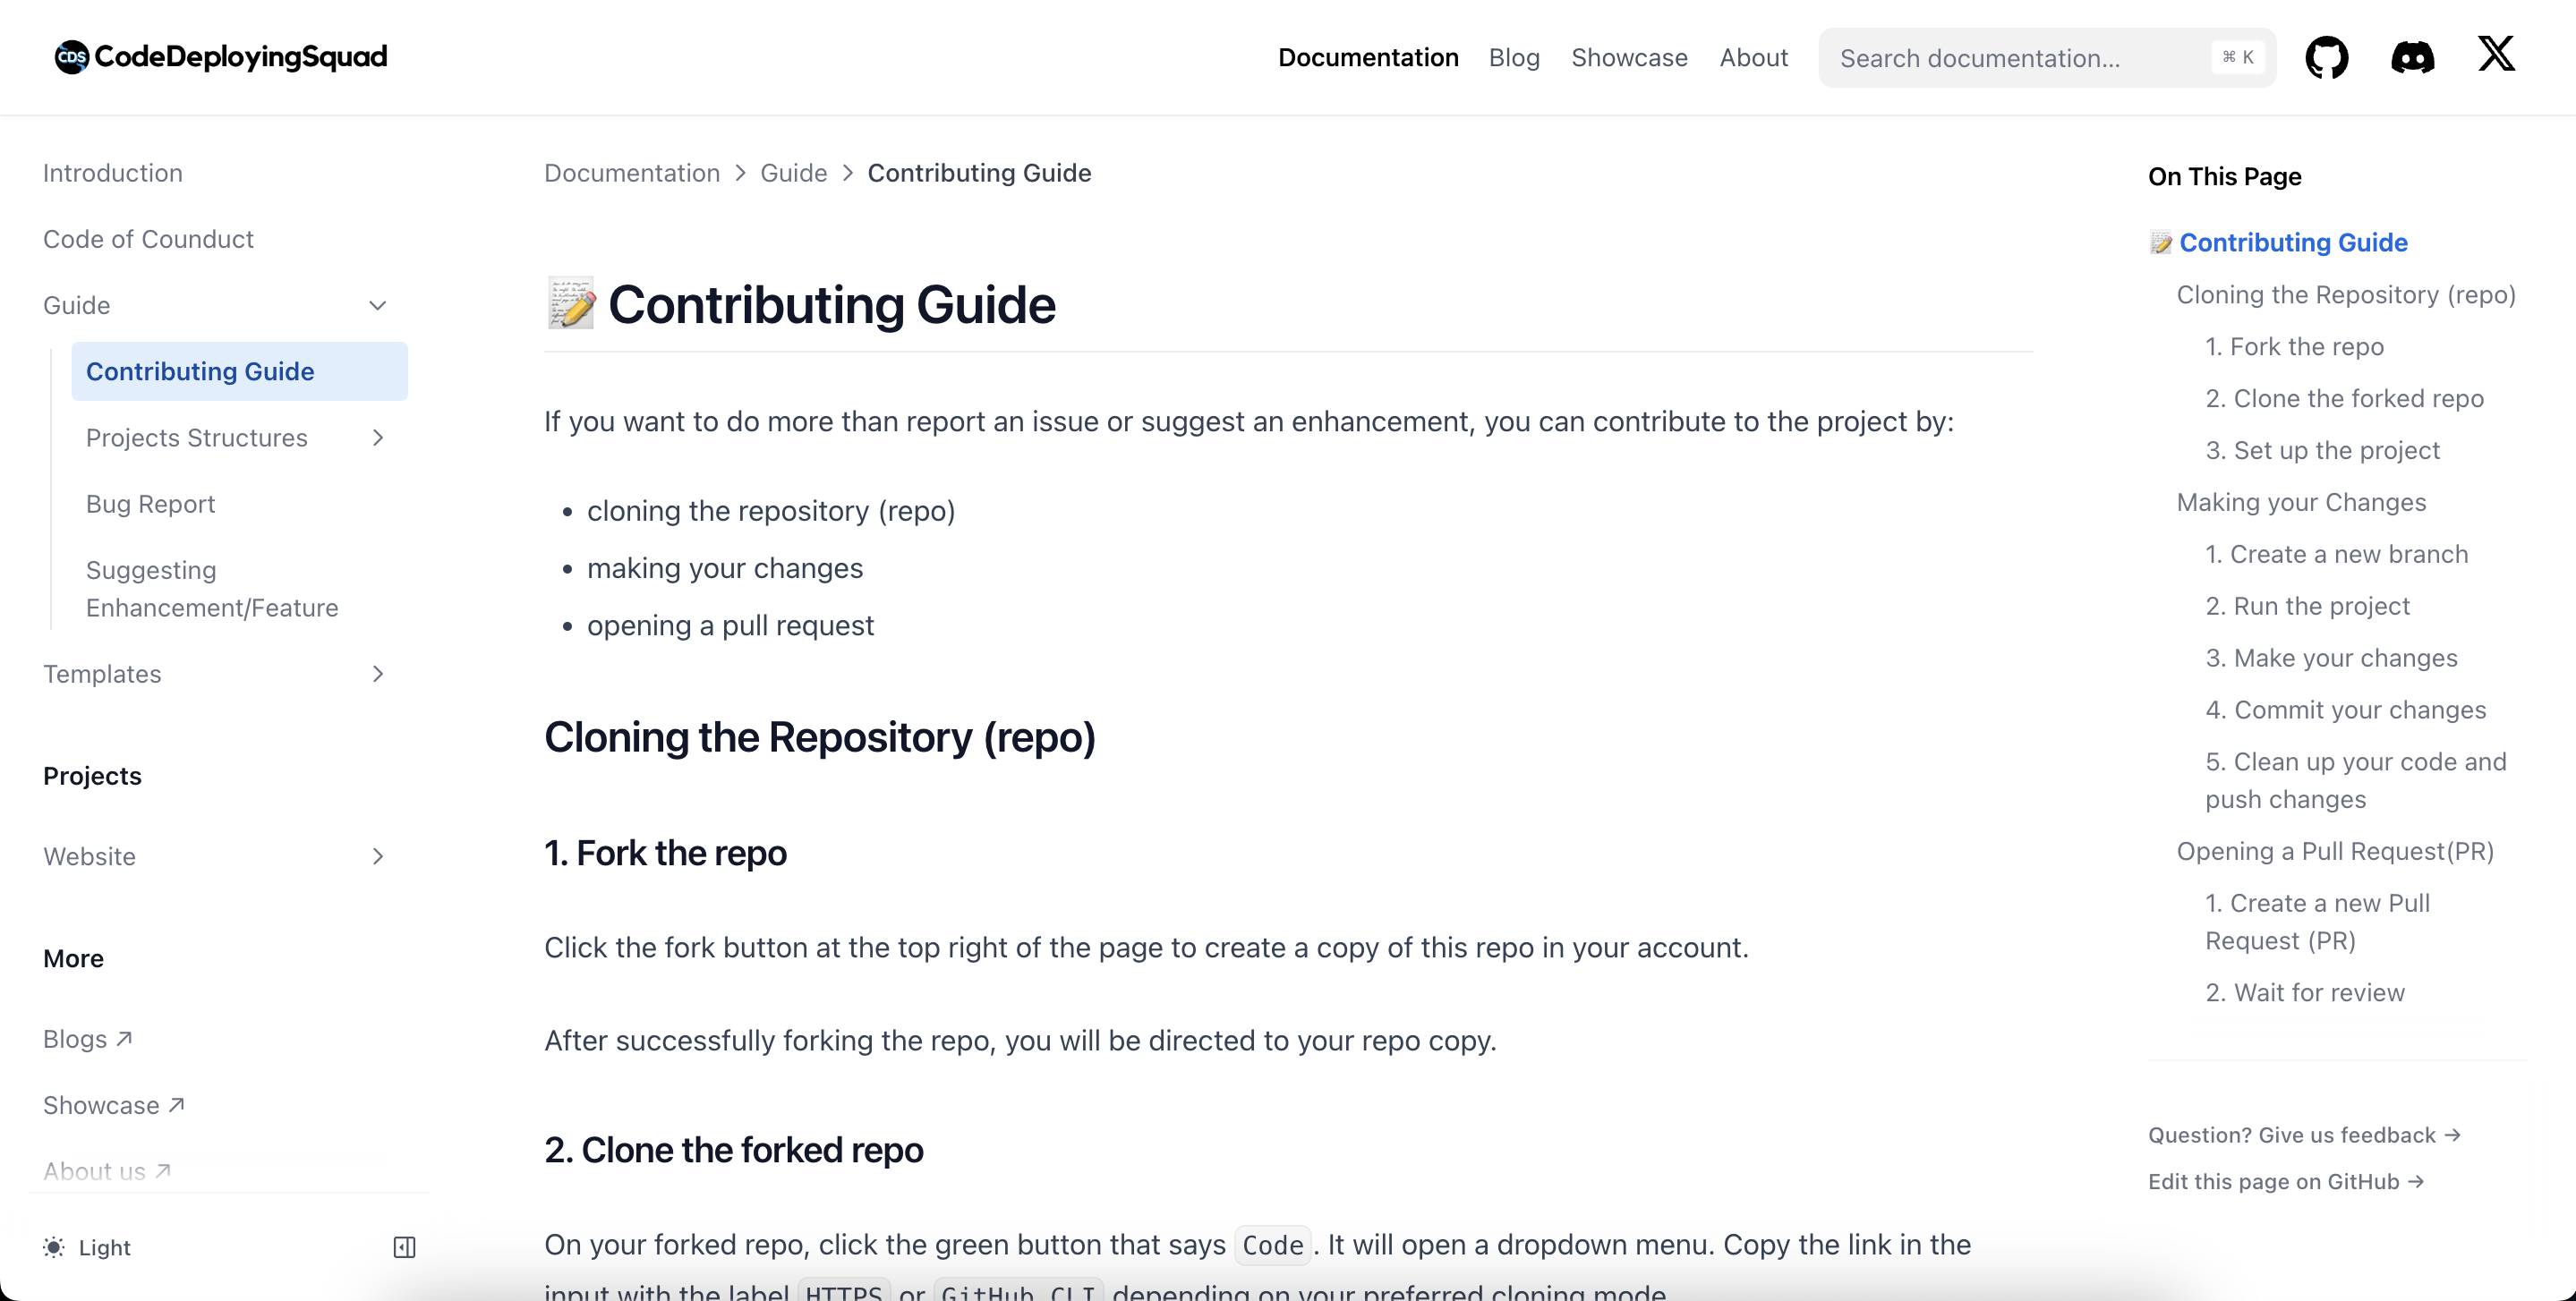 CDS CodeDeployingSquad
Documentation Blog Showcase About Search documentation... ⌘ K
Introduction
Code of Counduct
Guide
Contributing Guide
Projects Structures
Bug Report
Suggesting
Enhancement/Feature
Templates
Projects
Website
More
Blogs ↗
Showcase ↗
About us ↗
Light
Documentation > Guide > Contributing Guide
📝 Contributing Guide
If you want to do more than report an issue or suggest an enhancement, you can contribute to the project by:
• cloning the repository (repo)
• making your changes
• opening a pull request
Cloning the Repository (repo)
1. Fork the repo
Click the fork button at the top right of the page to create a copy of this repo in your account.
After successfully forking the repo, you will be directed to your repo copy.
2. Clone the forked repo
On your forked repo, click the green button that says Code. It will open a dropdown menu. Copy the link in the
input with the label HTTPS or GitHub CLI depending on your preferred cloning mode.
On This Page
📝 Contributing Guide
Cloning the Repository (repo)
1. Fork the repo
2. Clone the forked repo
3. Set up the project
Making your Changes
1. Create a new branch
2. Run the project
3. Make your changes
4. Commit your changes
5. Clean up your code and
push changes
Opening a Pull Request(PR)
1. Create a new Pull
Request (PR)
2. Wait for review
Question? Give us feedback →
Edit this page on GitHub →